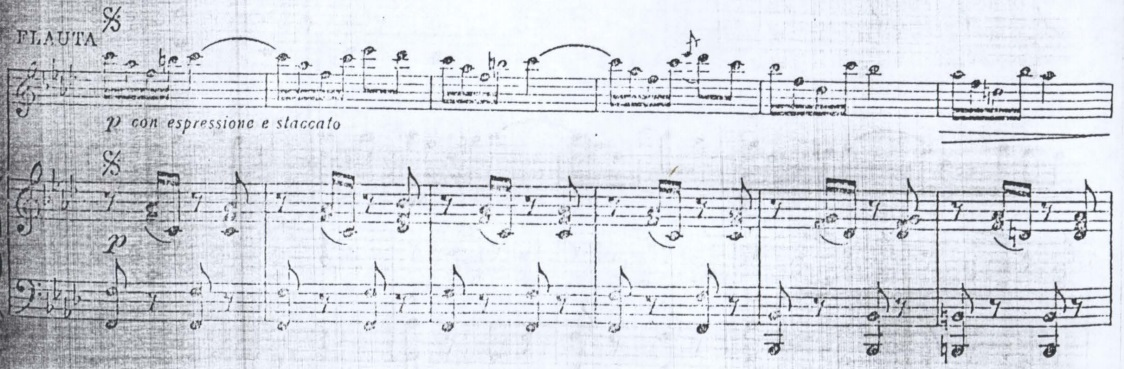 FLAUTA
p con espressione e staccato
p